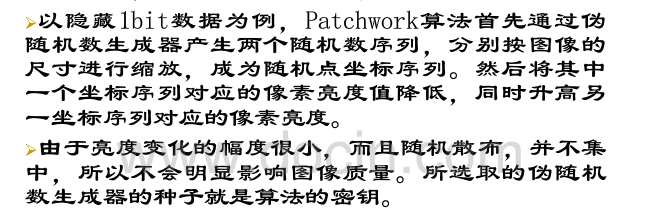 ➢以隐藏1bit数据为例，Patchwork算法首先通过伪
随机数生成器产生两个随机数序列，分别按图像的
尺寸进行缩放，成为随机点坐标序列。然后将其中
一个坐标序列对应的像素亮度值降低，同时升高另
一坐标序列对应的像素亮度。
➢由于亮度变化的幅度很小，而且随机散布，并不集
中，所以不会明显影响图像质量。所选取的伪随机
数生成器的种子就是算法的密钥。
www.docin.com